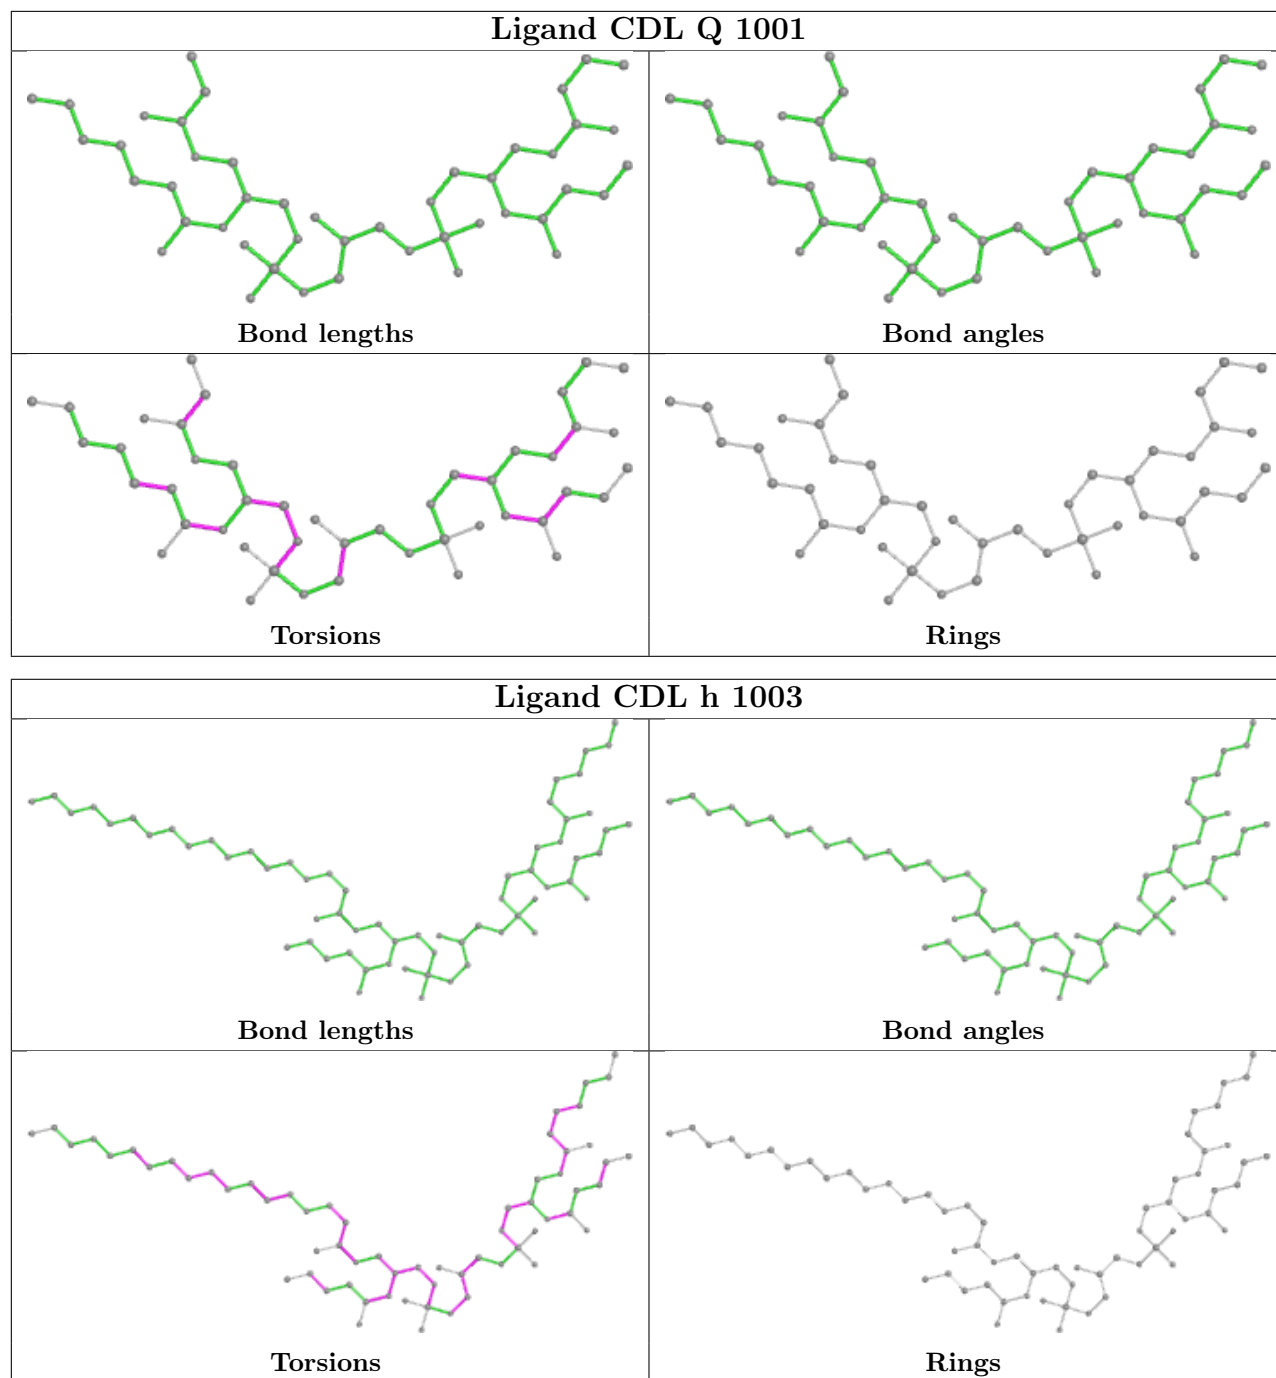 Ligand CDL Q 1001
Bond lengths
Bond angles
Torsions
Rings
Ligand CDL h 1003
Bond lengths
Bond angles
Torsions
Rings